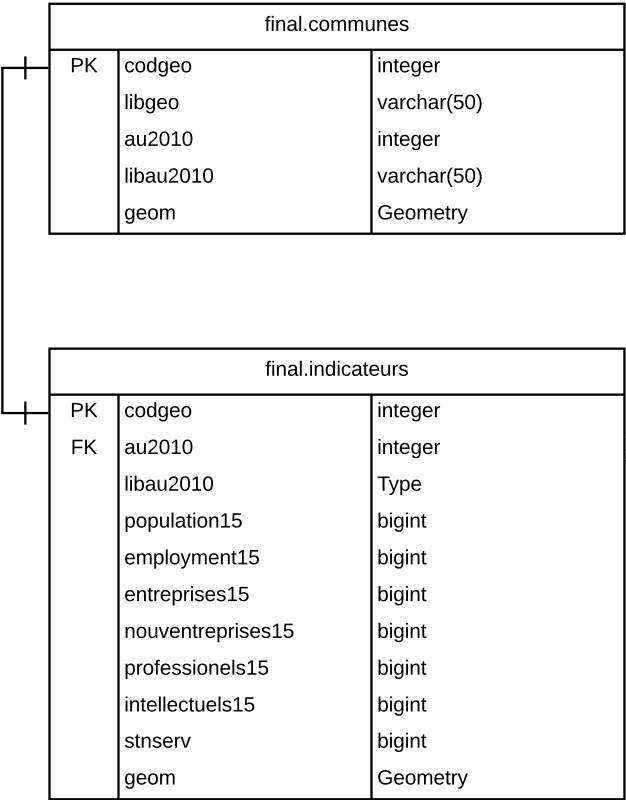 final.communes
PK codgeo integer
libgeo varchar(50)
au2010 integer
libau2010 varchar(50)
geom Geometry
final.indicateurs
PK codgeo integer
FK au2010 integer
libau2010 Type
population15 bigint
employment15 bigint
entreprises15 bigint
nouventreprises15 bigint
professionels15 bigint
intellectuels15 bigint
stnserv bigint
geom Geometry